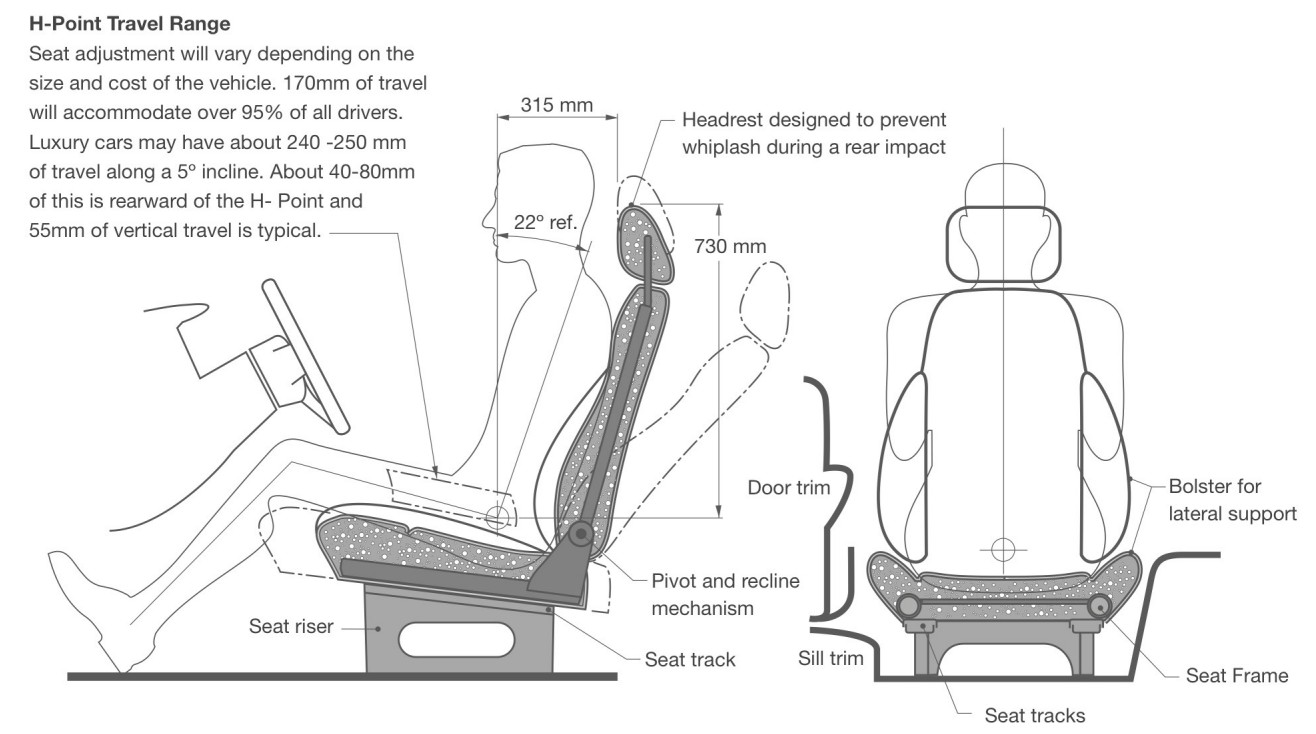 H-Point Travel Range
Seat adjustment will vary depending on the
size and cost of the vehicle. 170mm of travel
will accommodate over 95% of all drivers.
Luxury cars may have about 240 -250 mm
of travel along a 5º incline. About 40-80mm
of this is rearward of the H- Point and
55mm of vertical travel is typical.
315 mm
Headrest designed to prevent
whiplash during a rear impact
22º ref.
730 mm
Door trim
Bolster for
lateral support
Pivot and recline
mechanism
Seat riser
Seat track
Sill trim
Seat Frame
Seat tracks